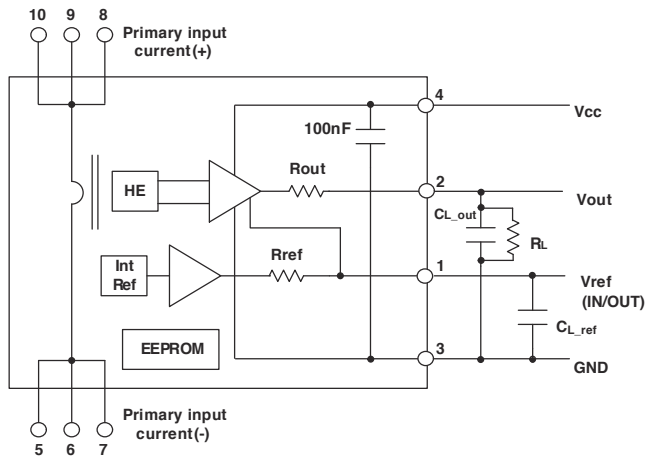 10 9 8
Primary input
current(+)
4
Vcc
100nF
Rout
2
HE
Vout
CL_out
RL
Rref
Int
Ref
1
Vref
(IN/OUT)
CL_ref
EEPROM
3
GND
Primary input
current(-)
5 6 7